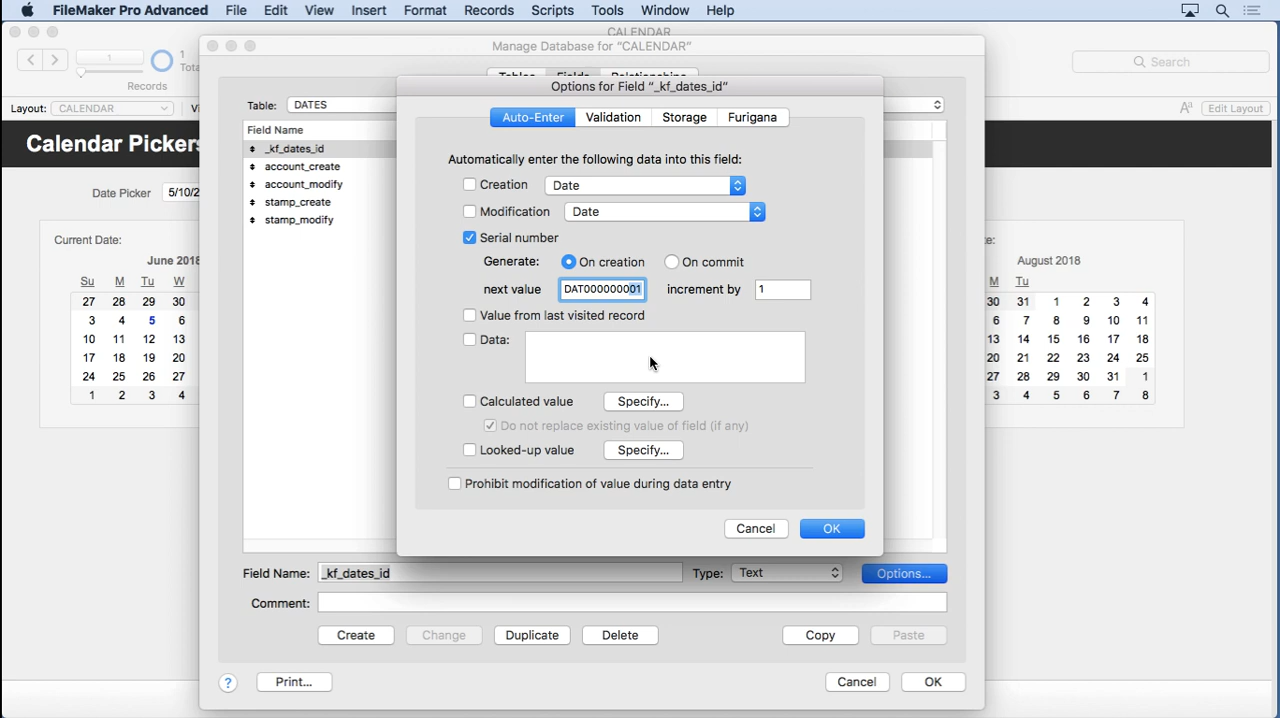 FileMaker Pro Advanced File Edit View Insert Format Records Scripts Tools Window Help
CALENDAR
Manage Database for "CALENDAR"
1
1
Records
Search
Layout: CALENDAR
Aa Edit Layout
Calendar Pickers
Date Picker 5/10/2
Current Date:
June 2018
Su M Tu W
27 28 29 30
3 4 5 6
10 11 12 13
17 18 19 20
24 25 26 27
1 2 3 4
Table: DATES
Field Name
_kf_dates_id
account_create
account_modify
stamp_create
stamp_modify
Options for Field "_kf_dates_id"
Auto-Enter Validation Storage Furigana
Automatically enter the following data into this field:
Creation Date
Modification Date
Serial number
Generate: On creation On commit
next value DAT000000001 increment by 1
Value from last visited record
Data:
Calculated value Specify...
Do not replace existing value of field (if any)
Looked-up value Specify...
Prohibit modification of value during data entry
Cancel OK
August 2018
M Tu
30 31 1 2 3 4
6 7 8 9 10 11
13 14 15 16 17 18
20 21 22 23 24 25
27 28 29 30 31 1
3 4 5 6 7 8
Field Name: _kf_dates_id Type: Text Options...
Comment:
Create Change Duplicate Delete Copy Paste
? Print... Cancel OK